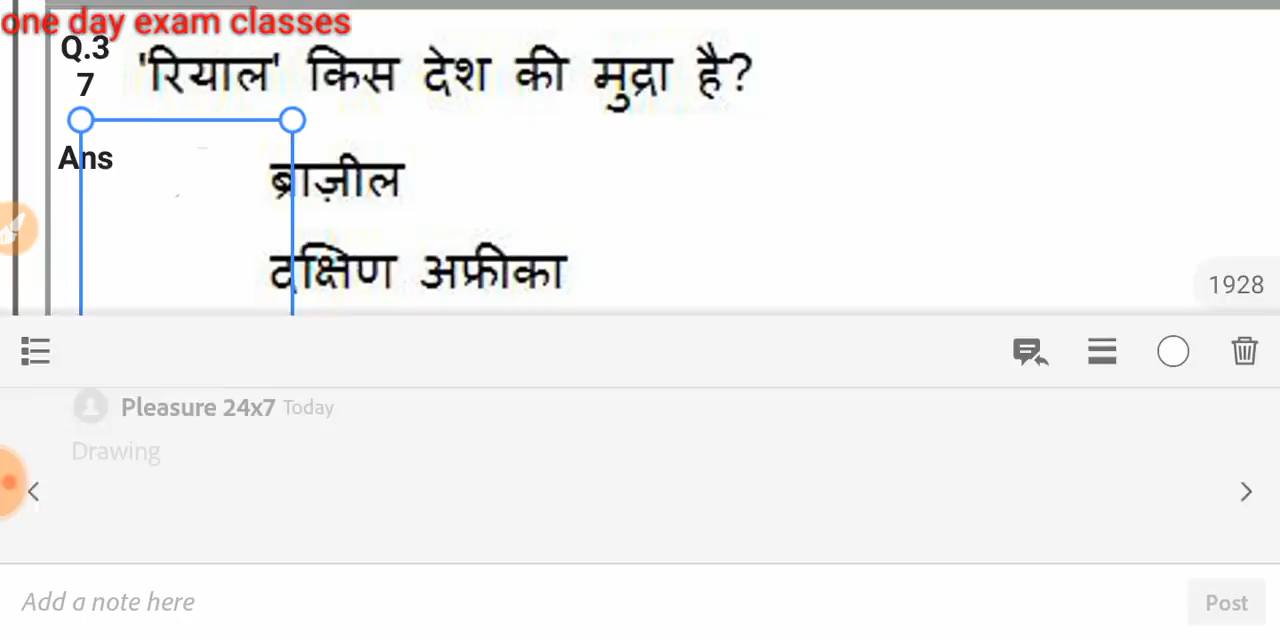 one day exam classes
Q.3
7
'रियाल' किस देश की मुद्रा है?
Ans
ब्राज़ील
दक्षिण अफ्रीका
1928
Pleasure 24x7 Today
Drawing
Add a note here
Post